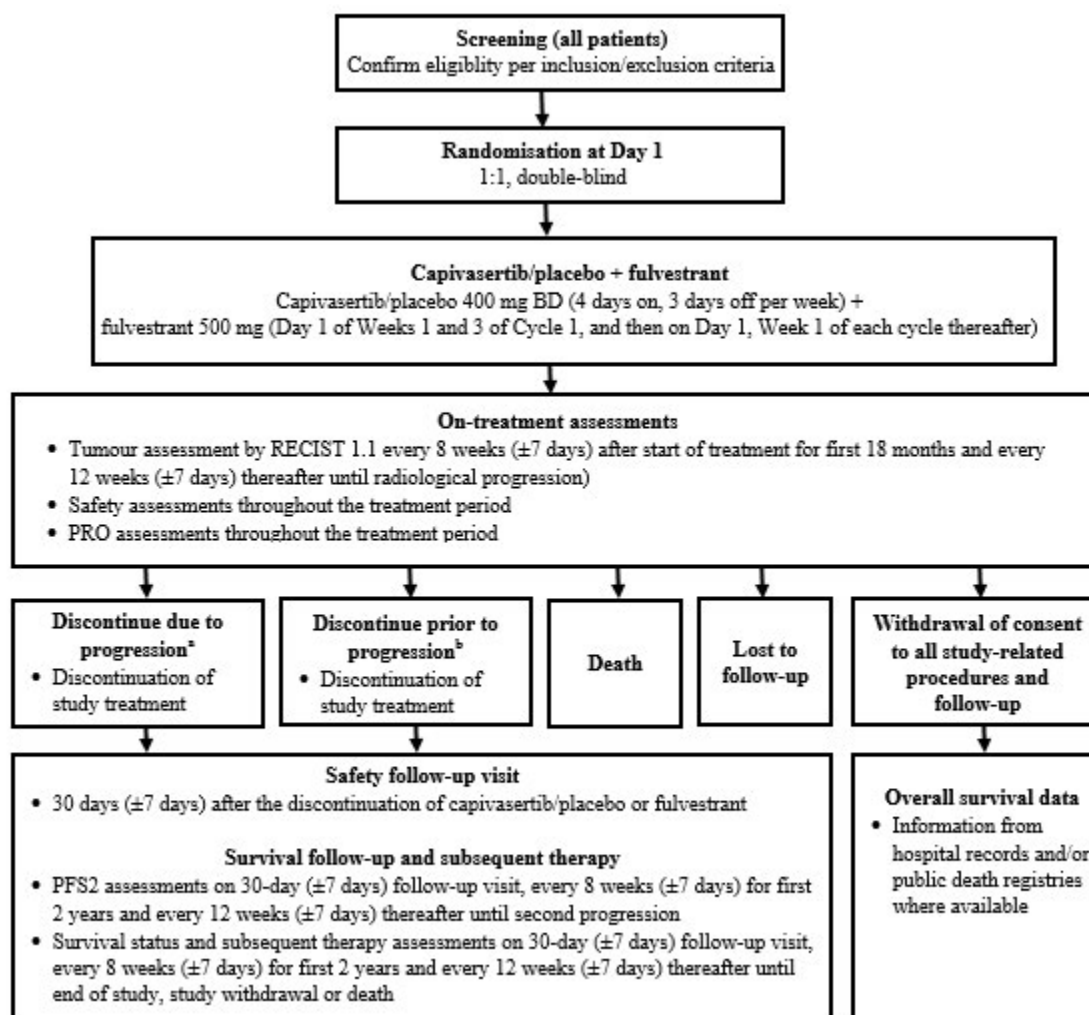 Screening (all patients)
Confirm eligiblity per inclusion/exclusion criteria
Randomisation at Day 1
1:1, double-blind
Capivasertib/placebo + fulvestrant
Capivasertib/placebo 400 mg BD (4 days on, 3 days off per week) +
fulvestrant 500 mg (Day 1 of Weeks 1 and 3 of Cycle 1, and then on Day 1, Week 1 of each cycle thereafter)
On-treatment assessments
• Tumour assessment by RECIST 1.1 every 8 weeks (±7 days) after start of treatment for first 18 months and every
12 weeks (±7 days) thereafter until radiological progression)
• Safety assessments throughout the treatment period
• PRO assessments throughout the treatment period
Discontinue due to
progressionª
• Discontinuation of
study treatment
Discontinue prior to
progressionᵇ
• Discontinuation of
study treatment
Death
Lost to
follow-up
Withdrawal of consent
to all study-related
procedures and
follow-up
Safety follow-up visit
• 30 days (±7 days) after the discontinuation of capivasertib/placebo or fulvestrant
Survival follow-up and subsequent therapy
• PFS2 assessments on 30-day (±7 days) follow-up visit, every 8 weeks (±7 days) for first
2 years and every 12 weeks (±7 days) thereafter until second progression
• Survival status and subsequent therapy assessments on 30-day (±7 days) follow-up visit,
every 8 weeks (±7 days) for first 2 years and every 12 weeks (±7 days) thereafter until
end of study, study withdrawal or death
Overall survival data
• Information from
hospital records and/or
public death registries
where available